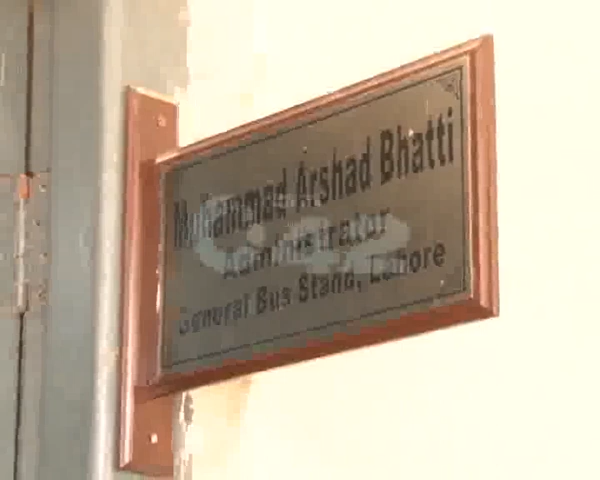 Muhammad Arshad Bhatti
Administrator
General Bus Stand, Lahore